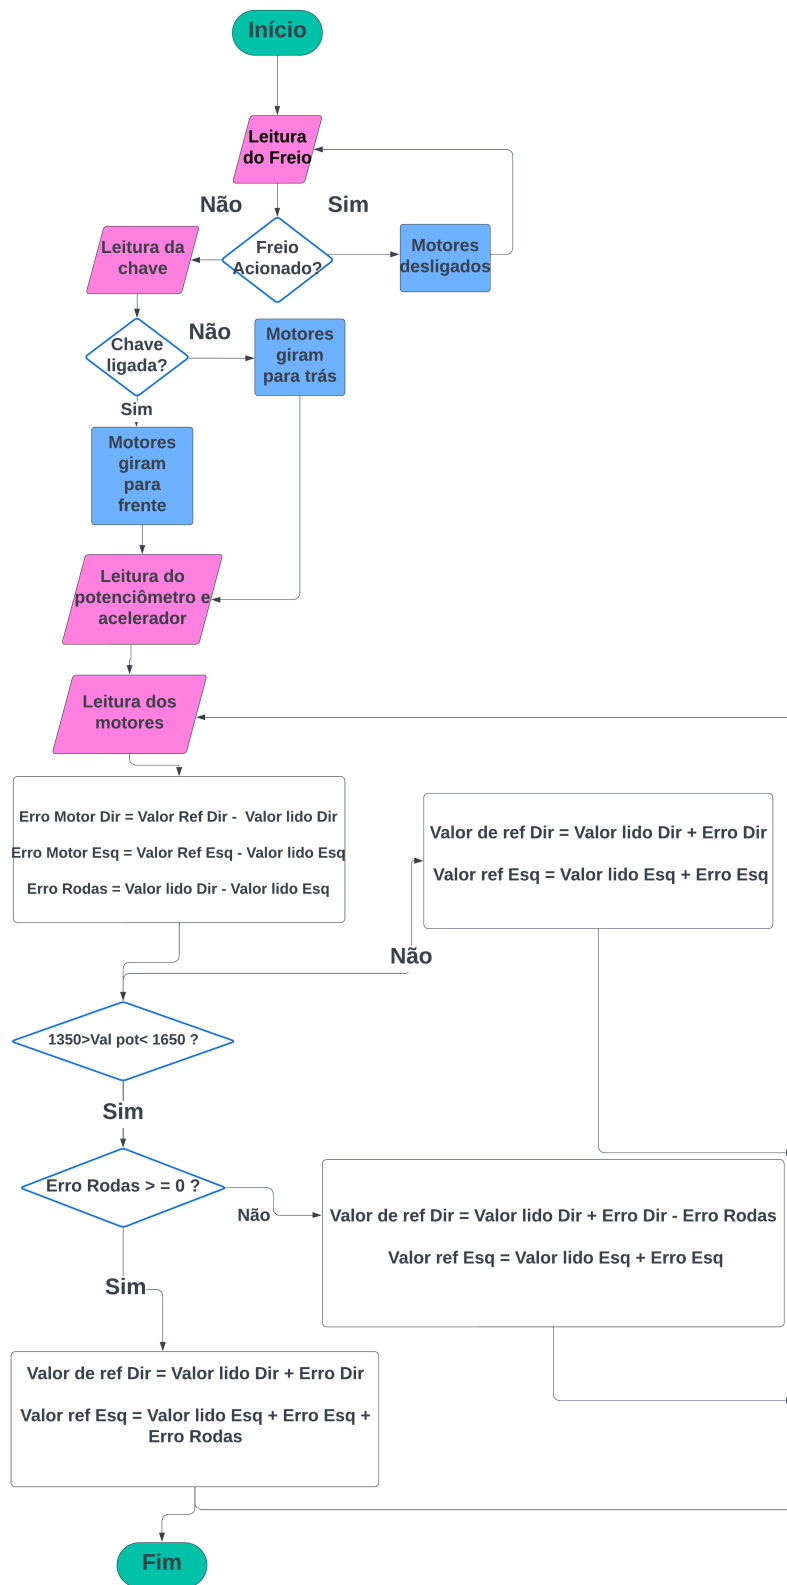 Início
Leitura
do Freio
Não
Sim
Freio
Acionado?
Motores
desligados
Leitura da
chave
Chave
ligada?
Não
Motores
giram
para trás
Sim
Motores
giram
para
frente
Leitura do
potenciômetro e
acelerador
Leitura dos
motores
Erro Motor Dir = Valor Ref Dir - Valor lido Dir
Erro Motor Esq = Valor Ref Esq - Valor lido Esq
Erro Rodas = Valor lido Dir - Valor lido Esq
Valor de ref Dir = Valor lido Dir + Erro Dir
Valor ref Esq = Valor lido Esq + Erro Esq
Não
1350>Val pot< 1650 ?
Sim
Erro Rodas > = 0 ?
Não
Valor de ref Dir = Valor lido Dir + Erro Dir - Erro Rodas
Valor ref Esq = Valor lido Esq + Erro Esq
Sim
Valor de ref Dir = Valor lido Dir + Erro Dir
Valor ref Esq = Valor lido Esq + Erro Esq +
Erro Rodas
Fim